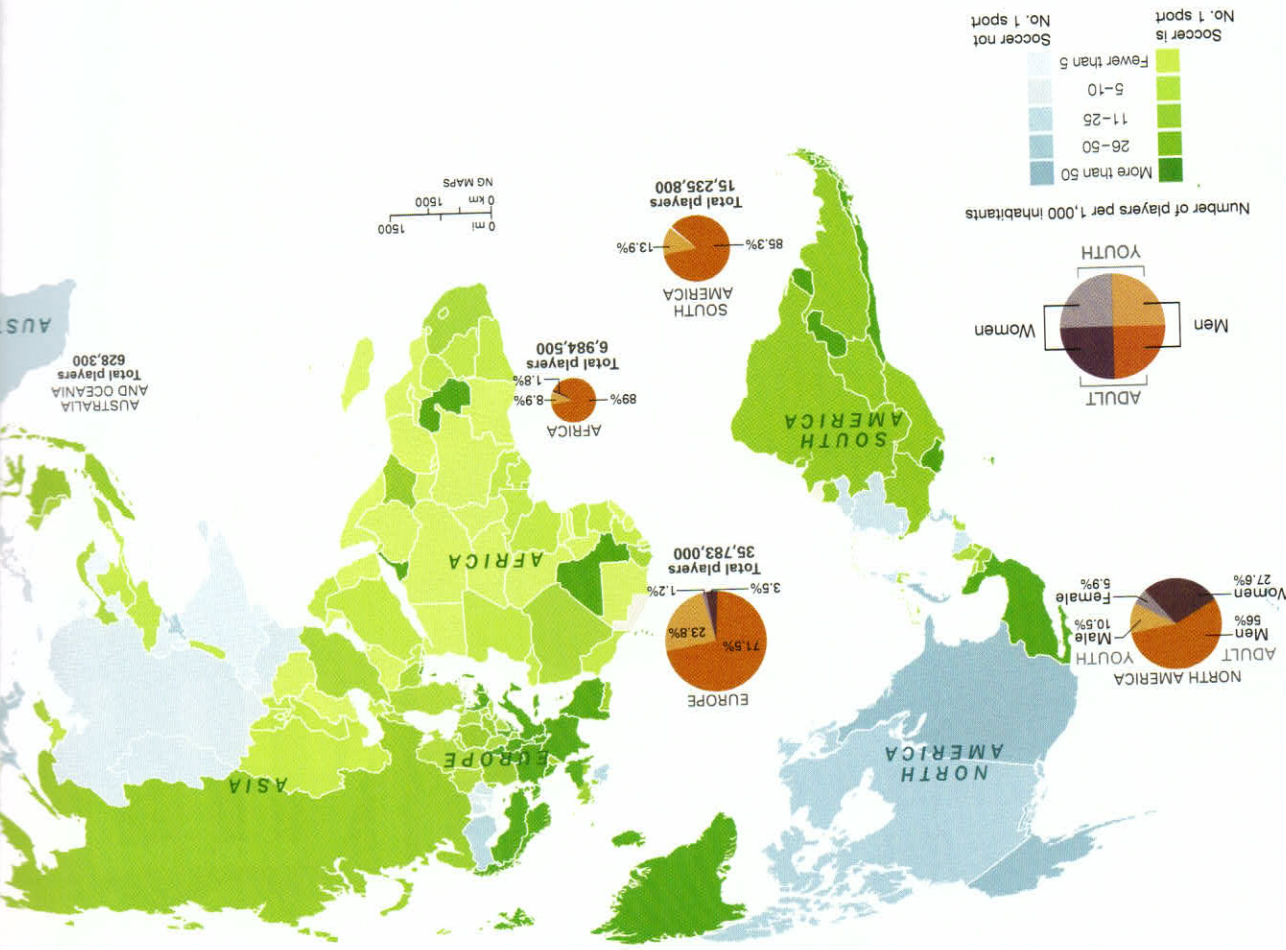 NORTH
AMERICA
EUROPE
ASIA
NORTH AMERICA
ADULT
Men
56%
Women
27.6%
YOUTH
Male
10.5%
Female
5.9%
EUROPE
71.5%
23.8%
3.5%
1.2%
Total players
35,783,000
AFRICA
SOUTH
AMERICA
AFRICA
89%
8.9%
1.8%
Total players
6,984,500
AUSTRALIA
AND OCEANIA
Total players
628,300
AUS
ADULT
Men
Women
YOUTH
SOUTH
AMERICA
85.3%
13.9%
Total players
15,235,800
0 mi 1500
0 km 1500
NG MAPS
Number of players per 1,000 inhabitants
More than 50
26–50
11–25
5–10
Fewer than 5
Soccer is
No. 1 sport
Soccer not
No. 1 sport